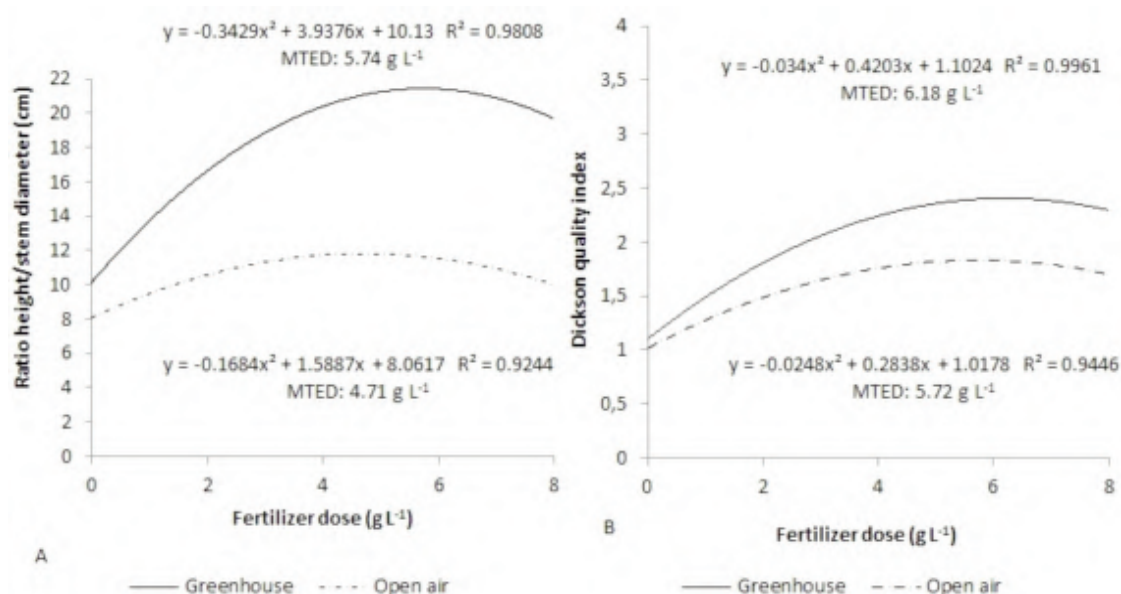 y = -0.3429x² + 3.9376x + 10.13 R² = 0.9808
MTED: 5.74 g L⁻¹
22
20
18
16
14
12
10
8
6
4
2
0
Ratio height/stem diameter (cm)
y = -0.1684x² + 1.5887x + 8.0617 R² = 0.9244
MTED: 4.71 g L⁻¹
0 2 4 6 8
Fertilizer dose (g L⁻¹)
A
Greenhouse Open air
4
3,5
3
2,5
2
1,5
1
0,5
0
Dickson quality index
y = -0.034x² + 0.4203x + 1.1024 R² = 0.9961
MTED: 6.18 g L⁻¹
y = -0.0248x² + 0.2838x + 1.0178 R² = 0.9446
MTED: 5.72 g L⁻¹
0 2 4 6 8
Fertilizer dose (g L⁻¹)
B
Greenhouse Open air